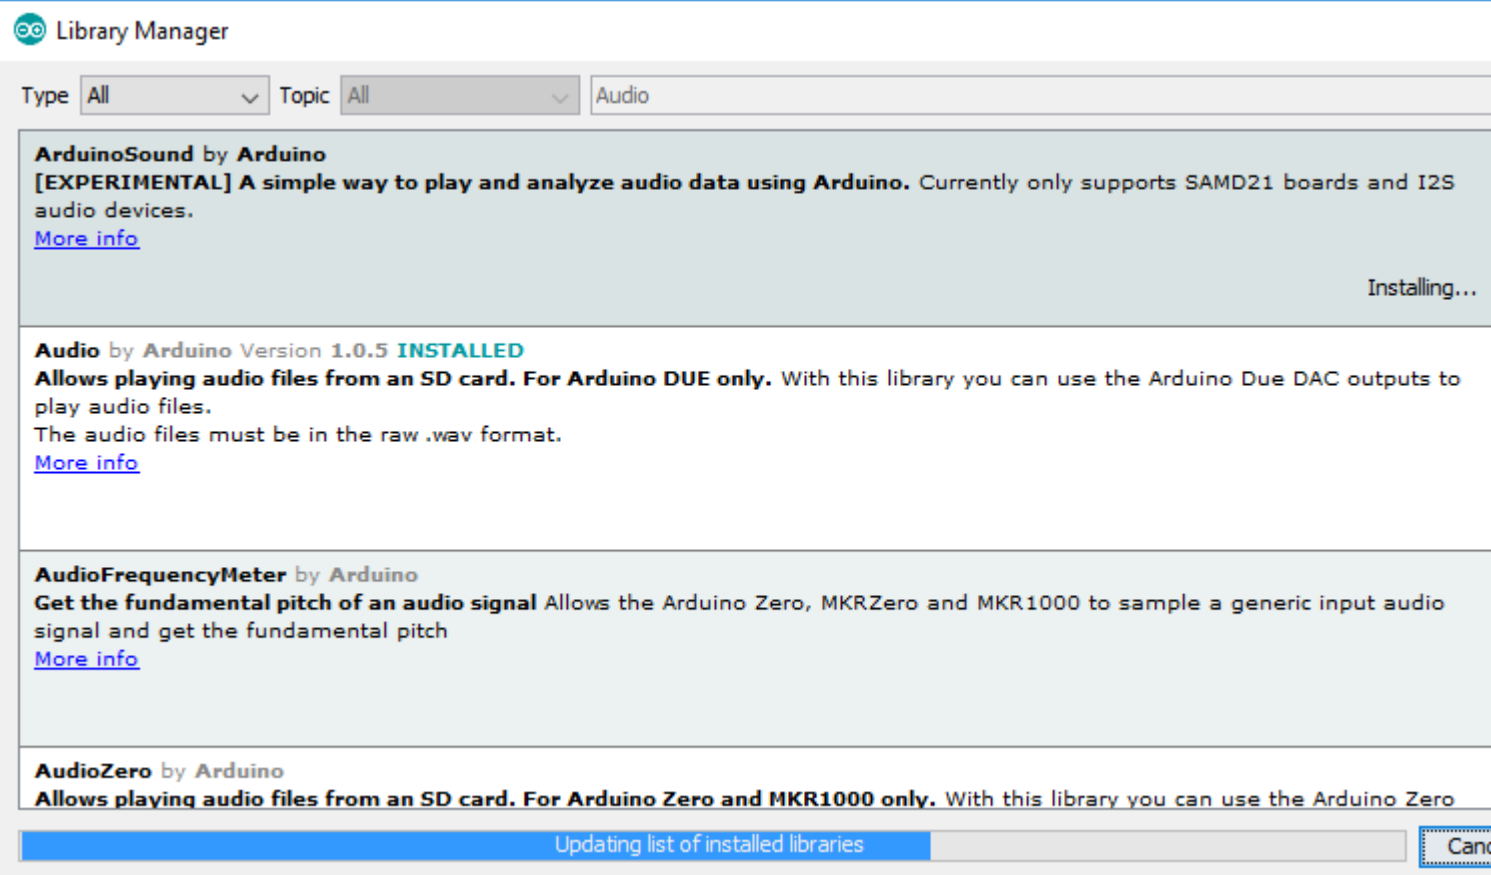 Library Manager
Type All Topic All Audio
ArduinoSound by Arduino
[EXPERIMENTAL] A simple way to play and analyze audio data using Arduino. Currently only supports SAMD21 boards and I2S
audio devices.
More info
Installing...
Audio by Arduino Version 1.0.5 INSTALLED
Allows playing audio files from an SD card. For Arduino DUE only. With this library you can use the Arduino Due DAC outputs to
play audio files.
The audio files must be in the raw .wav format.
More info
AudioFrequencyMeter by Arduino
Get the fundamental pitch of an audio signal Allows the Arduino Zero, MKRZero and MKR1000 to sample a generic input audio
signal and get the fundamental pitch
More info
AudioZero by Arduino
Allows playing audio files from an SD card. For Arduino Zero and MKR1000 only. With this library you can use the Arduino Zero
Updating list of installed libraries